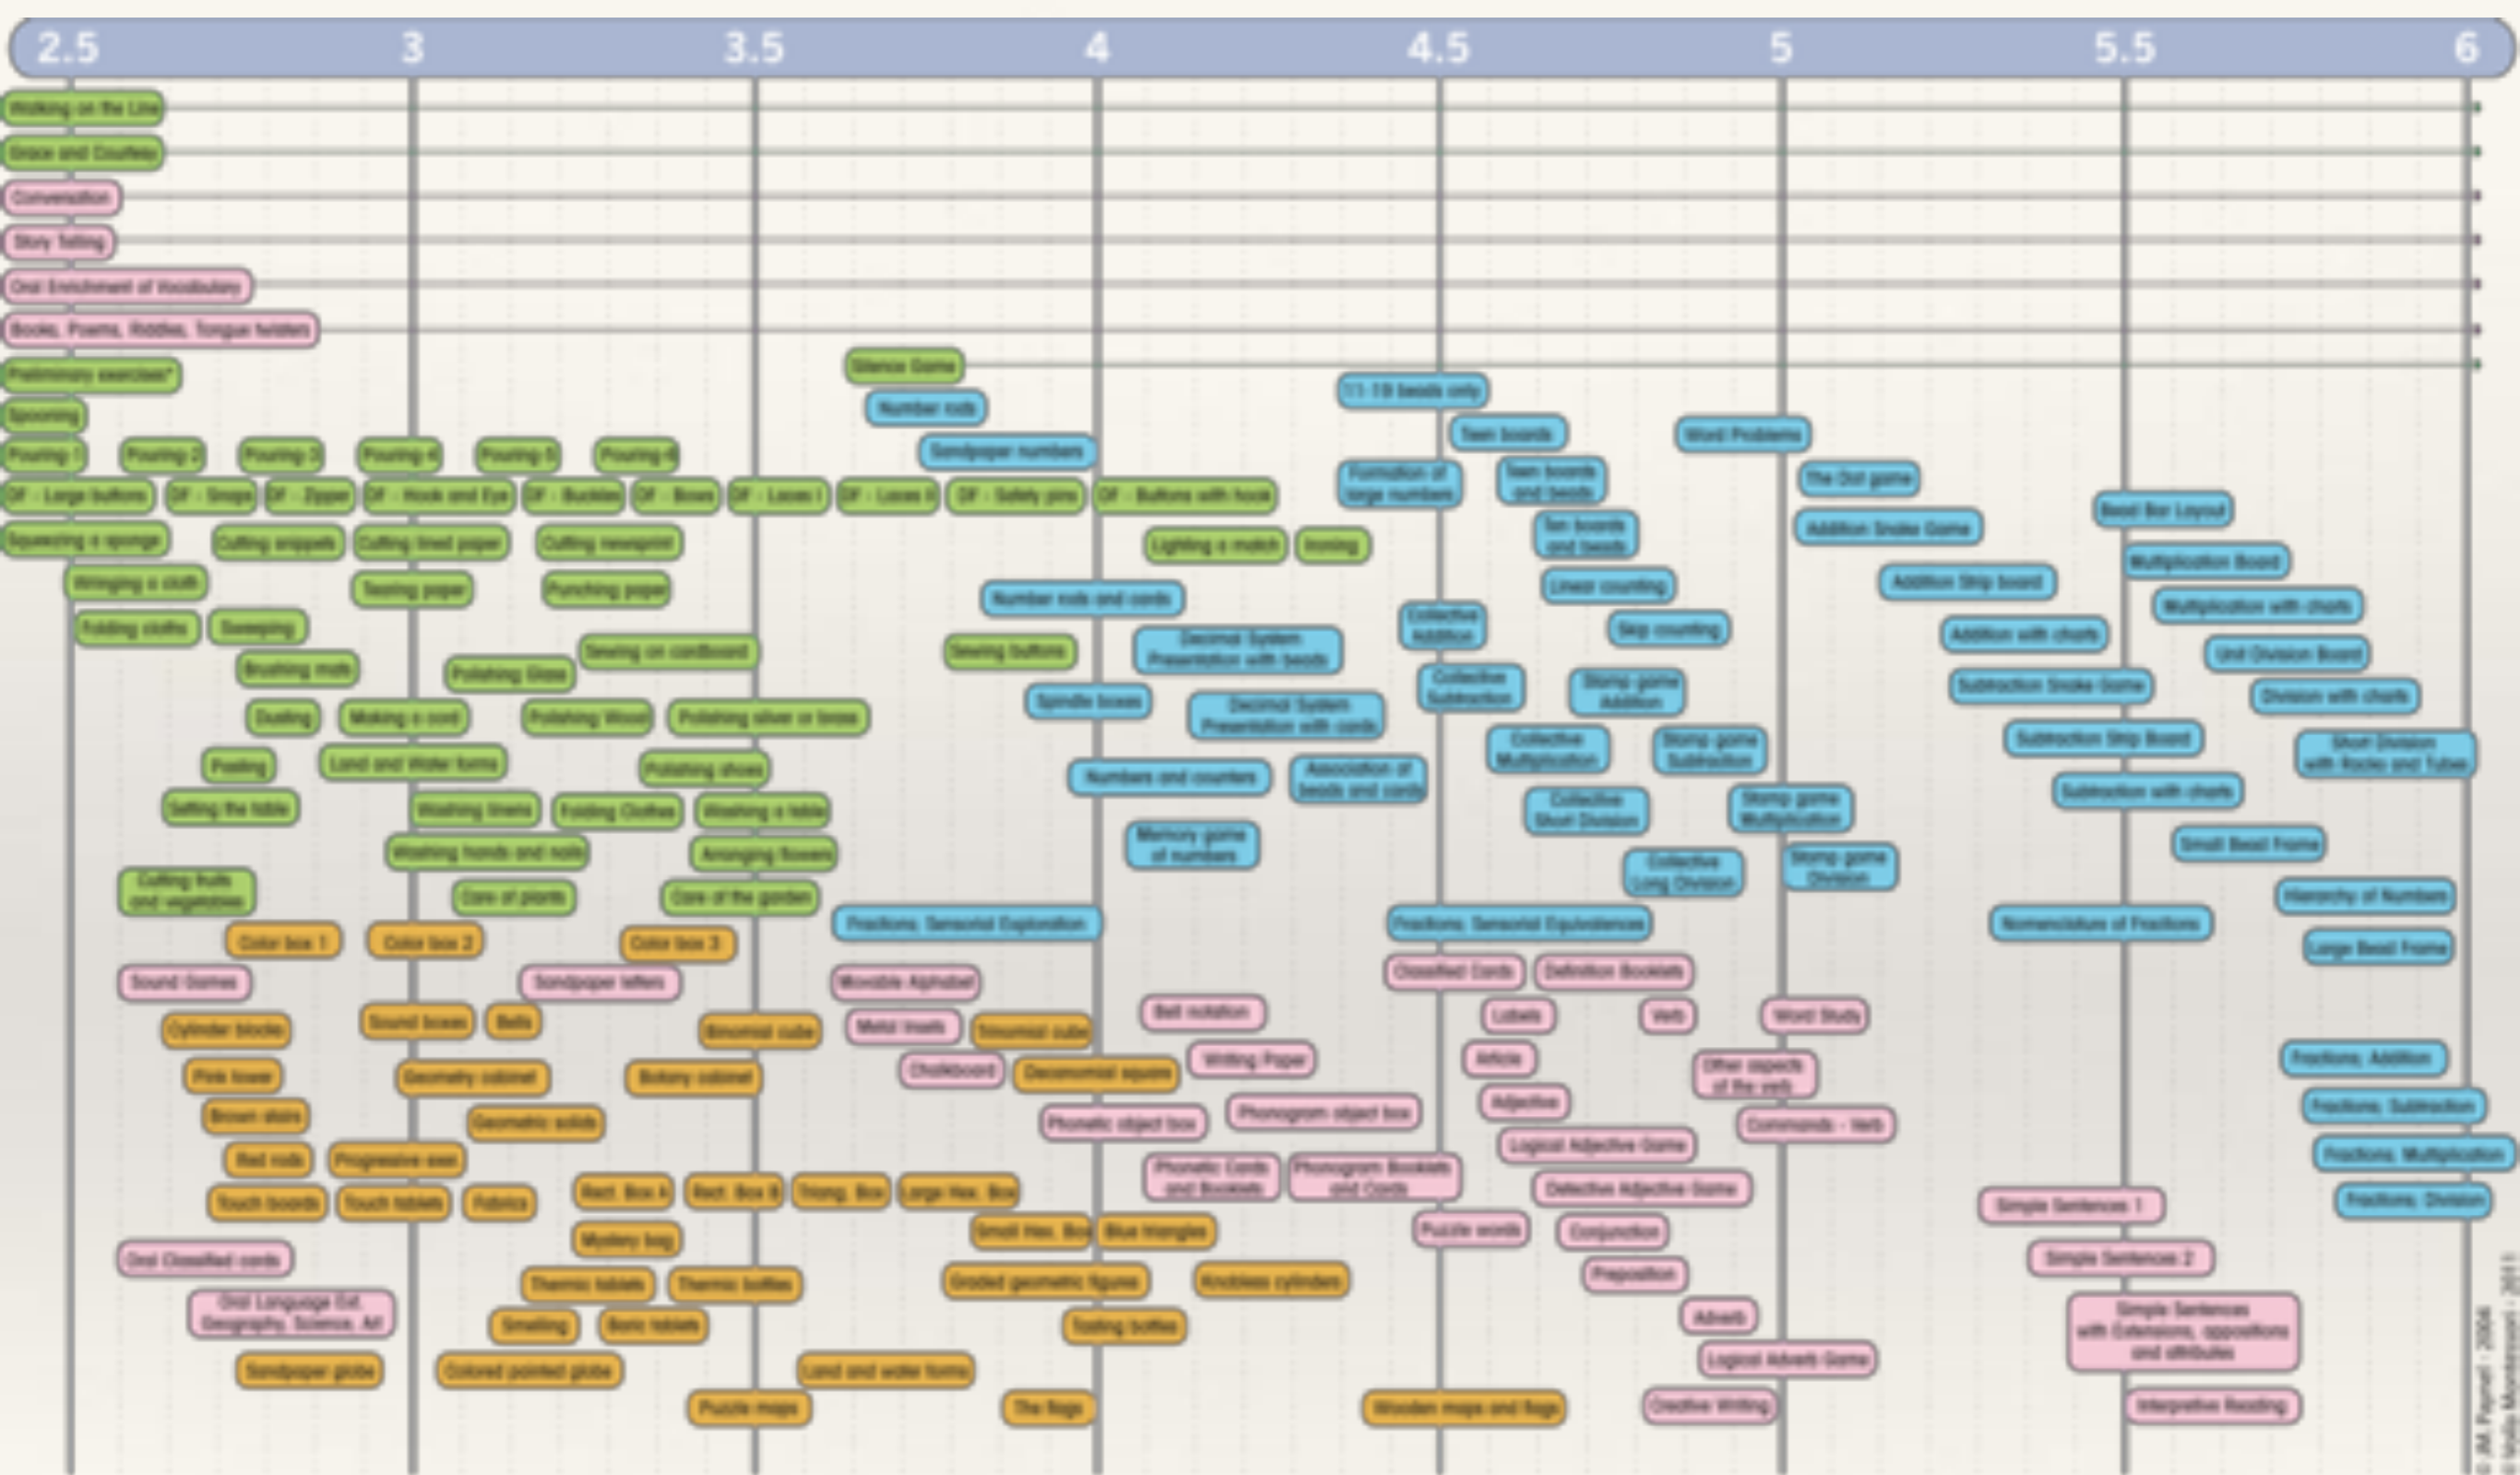 2.5 3 3.5 4 4.5 5 5.5 6
Walking on the Line
Grace and Courtesy
Conversation
Story Telling
Oral Enrichment of Vocabulary
Books, Poems, Riddles, Tongue twisters
Preliminary exercises* Silence Game
Spooning Number rods 11-19 beads only
Pouring 1 Pouring 2 Pouring 3 Pouring 4 Pouring 5 Pouring 6 Sandpaper numbers Teen boards Word Problems
DF - Large buttons DF - Snaps DF - Zipper DF - Hook and Eye DF - Buckles DF - Bows DF - Laces I DF - Laces II DF - Safety pins DF - Buttons with hook
Formation of
large numbers
Teen boards
and beads
The Dot game
Bead Bar Layout
Squeezing a sponge Cutting snippets Cutting lined paper Cutting newsprint Lighting a match Ironing
Ten boards
and beads
Addition Snake Game Multiplication Board
Wringing a cloth Tearing paper Punching paper Number rods and cards Linear counting Addition Strip board Multiplication with charts
Folding cloths Sweeping
Collective
Addition
Skip counting Addition with charts
Brushing mats Polishing Glass Sewing on cardboard Sewing buttons
Decimal System
Presentation with beads
Unit Division Board
Dusting Making a cord Polishing Wood Polishing silver or brass Spindle boxes
Decimal System
Presentation with cards
Collective
Subtraction
Stamp game
Addition
Subtraction Snake Game Division with charts
Pasting Land and Water forms Polishing shoes Numbers and counters
Association of
beads and cards
Collective
Multiplication
Stamp game
Subtraction
Subtraction Strip Board
Short Division
with Racks and Tubes
Setting the table Washing linens Folding Clothes Washing a table
Collective
Short Division
Stamp game
Multiplication
Subtraction with charts
Washing hands and nails Arranging flowers
Memory game
of numbers
Collective
Long Division
Stamp game
Division
Small Bead Frame
Cutting fruits
and vegetables
Care of plants Care of the garden Hierarchy of Numbers
Fractions; Sensorial Exploration Fractions; Sensorial Equivalences Nomenclature of Fractions
Color box 1 Color box 2 Color box 3 Large Bead Frame
Sound Games Sandpaper letters Movable Alphabet Classified Cards Definition Booklets
Cylinder blocks Sound boxes Bells Binomial cube Metal Insets Trinomial cube Bell notation Labels Verb Word Study
Pink tower Geometry cabinet Botany cabinet Chalkboard Decanomial square Writing Paper Article
Other aspects
of the verb
Fractions; Addition
Brown stairs Geometric solids Phonetic object box Phonogram object box Adjective Commands - Verb Fractions; Subtraction
Red rods Progressive exer. Logical Adjective Game Fractions; Multiplication
Touch boards Touch tablets Fabrics Rect. Box A Rect. Box B Triang. Box Large Hex. Box
Phonetic Cards
and Booklets
Phonogram Booklets
and Cards
Detective Adjective Game Simple Sentences 1 Fractions; Division
Mystery bag Small Hex. Box Blue triangles Puzzle words Conjunction
Oral Classified cards Thermic tablets Thermic bottles Graded geometric figures Knobless cylinders Preposition Simple Sentences 2
Oral Language Ext.
Geography, Science, Art
Smelling Baric tablets Tasting bottles Adverb
Simple Sentences
with Extensions, appositions
and attributes
Sandpaper globe Colored painted globe Land and water forms Logical Adverb Game
Puzzle maps The flags Wooden maps and flags Creative Writing Interpretive Reading